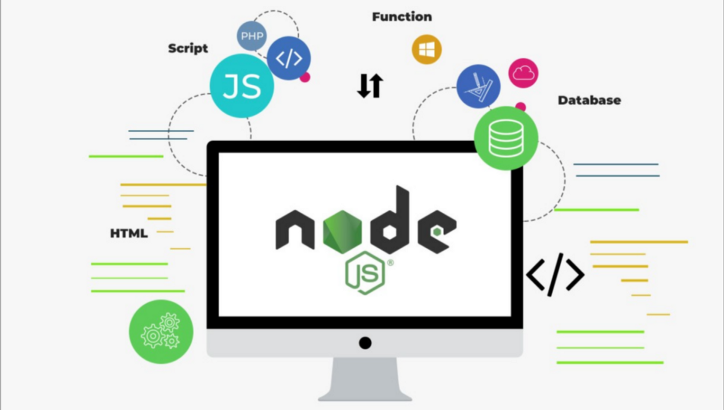 Function
PHP
Script
</>
JS
Database
node
JS®
HTML
</>